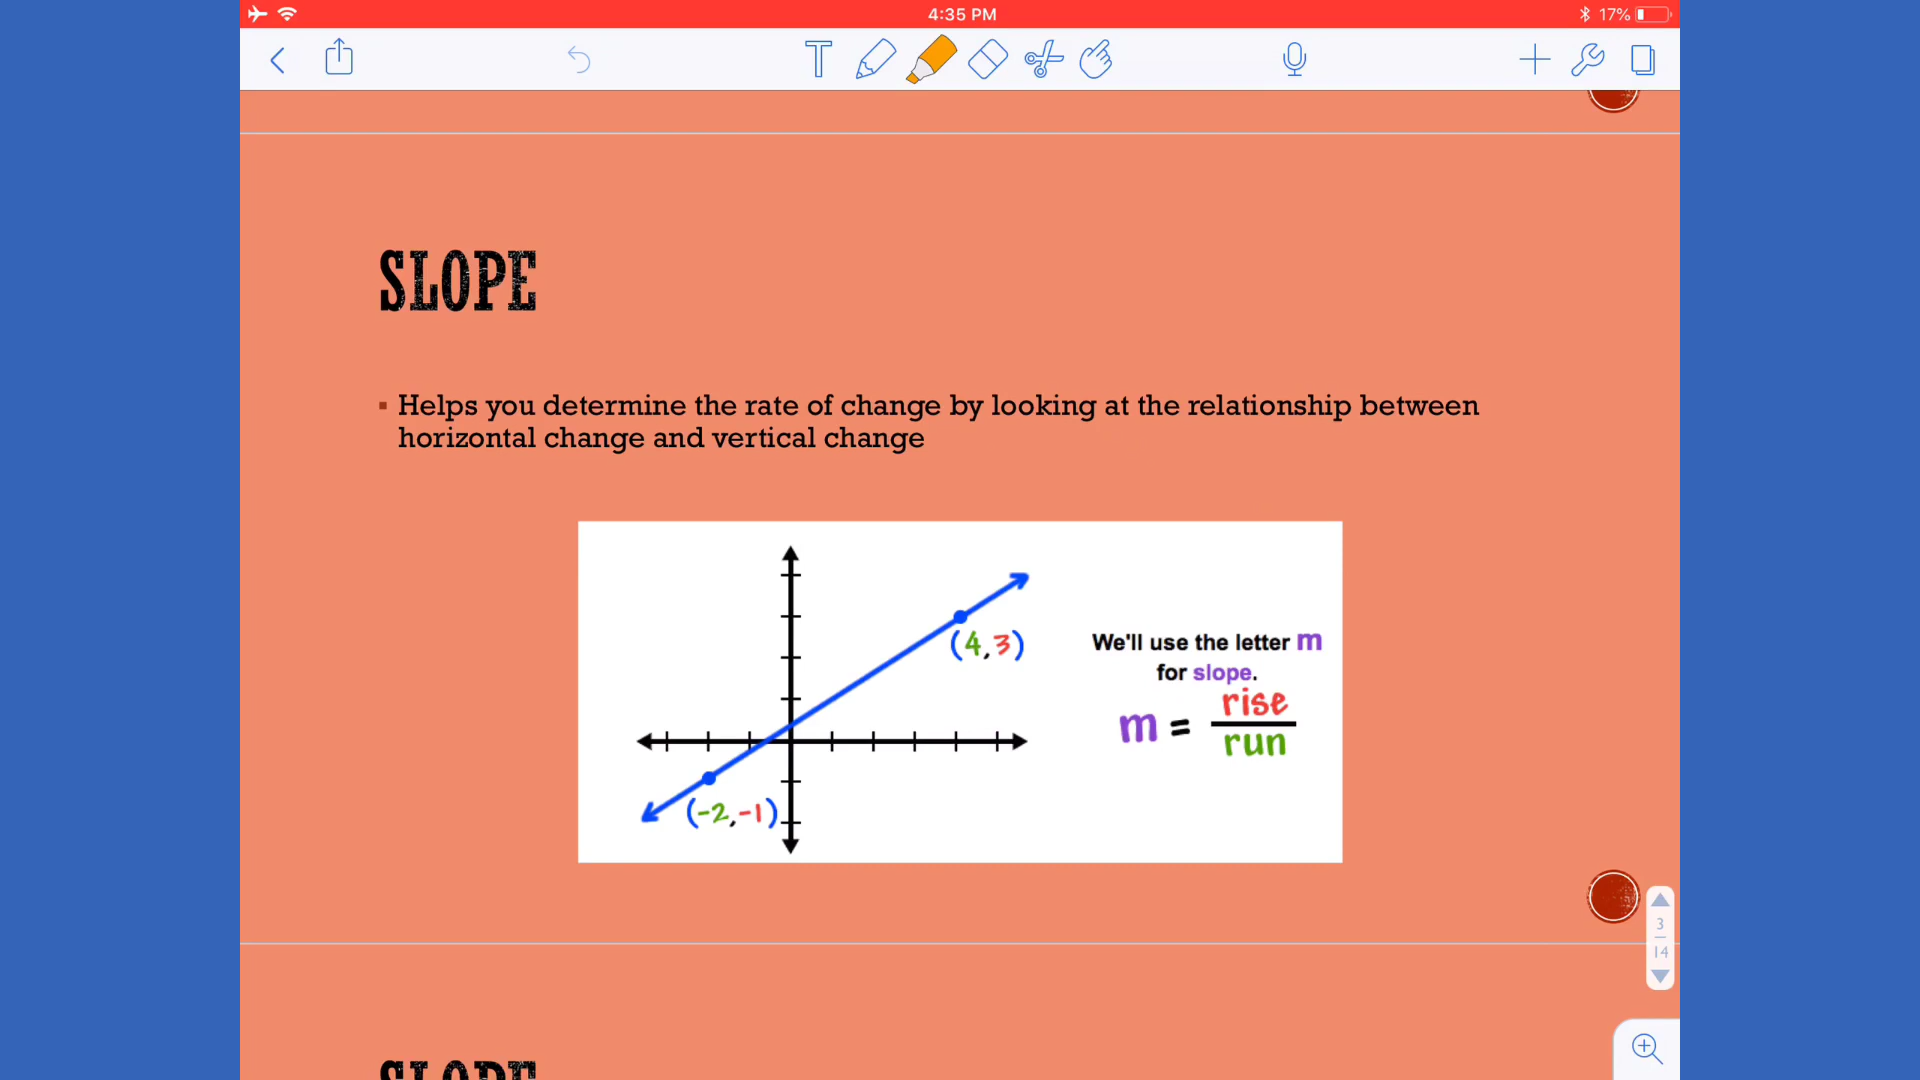 4:35 PM
17%
T
SLOPE
▪ Helps you determine the rate of change by looking at the relationship between
horizontal change and vertical change
(4,3)
(-2,-1)
We'll use the letter m
for slope.
m = rise
run
3
14
SLOPE